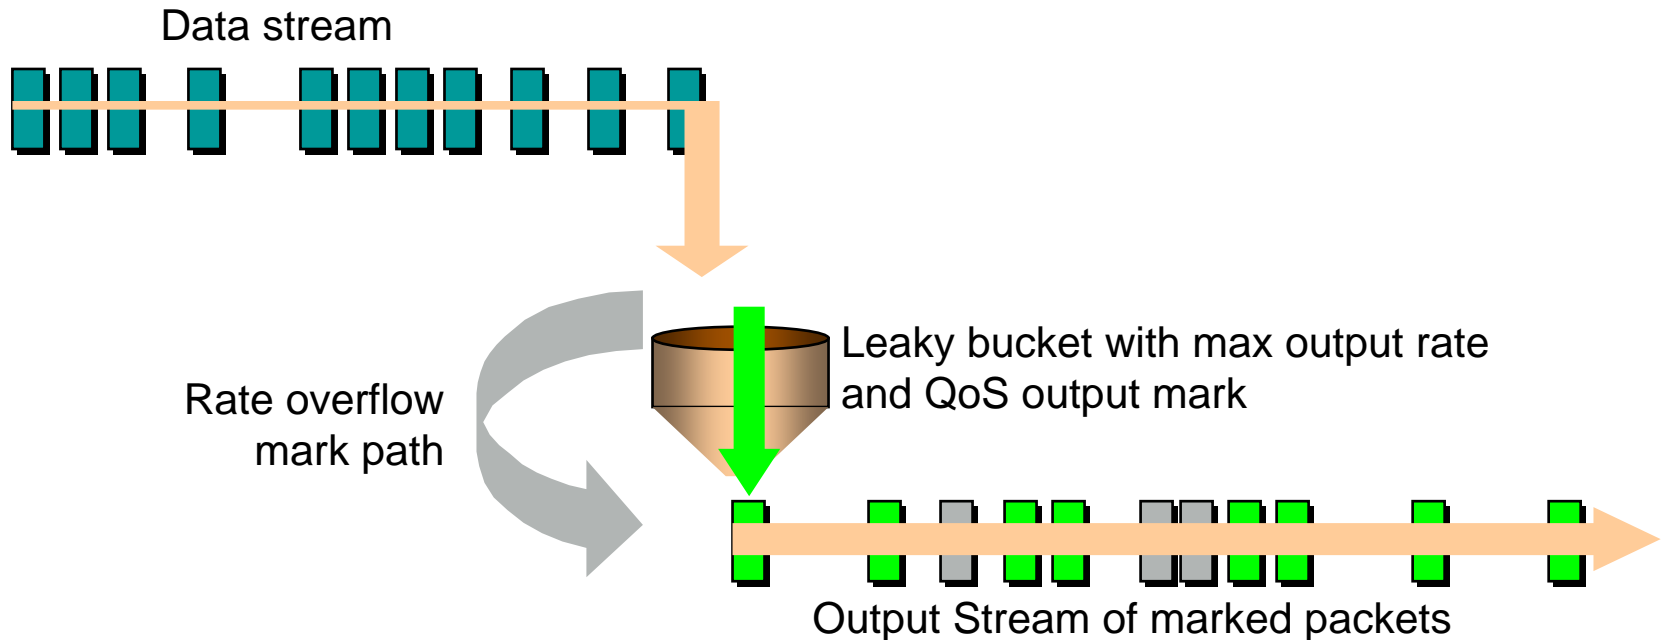 Data stream
Leaky bucket with max output rate
and QoS output mark
Rate overflow
mark path
Output Stream of marked packets